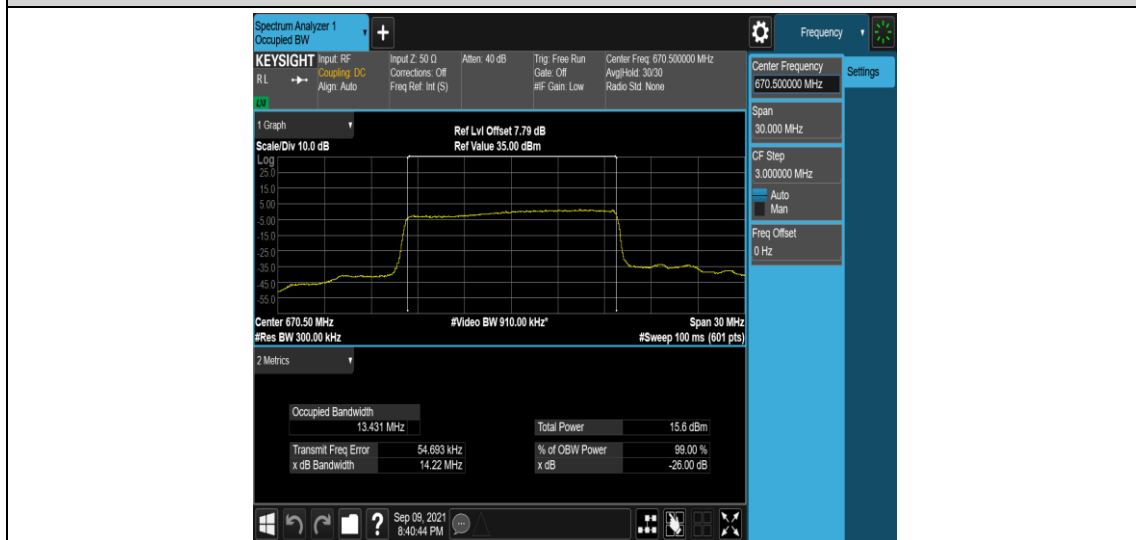 Spectrum Analyzer 1
Occupied BW
+
Frequency
KEYSIGHT
RL
LXI
Input: RF
Coupling: DC
Align: Auto
Input Z: 50 Ω
Corrections: Off
Freq Ref: Int (S)
Atten: 40 dB
Trig: Free Run
Gate: Off
#IF Gain: Low
Center Freq: 670.500000 MHz
Avg|Hold: 30/30
Radio Std: None
Center Frequency
670.500000 MHz
Settings
Span
30.000 MHz
CF Step
3.000000 MHz
Auto
Man
Freq Offset
0 Hz
1 Graph
Ref Lvl Offset 7.79 dB
Scale/Div 10.0 dB
Ref Value 35.00 dBm
Log
25.0
15.0
5.00
-5.00
-15.0
-25.0
-35.0
-45.0
-55.0
Center 670.50 MHz
#Video BW 910.00 kHz*
Span 30 MHz
#Res BW 300.00 kHz
#Sweep 100 ms (601 pts)
2 Metrics
Occupied Bandwidth
13.431 MHz
Total Power 15.6 dBm
Transmit Freq Error 54.693 kHz
% of OBW Power 99.00 %
x dB Bandwidth 14.22 MHz
x dB -26.00 dB
?
Sep 09, 2021
8:40:44 PM